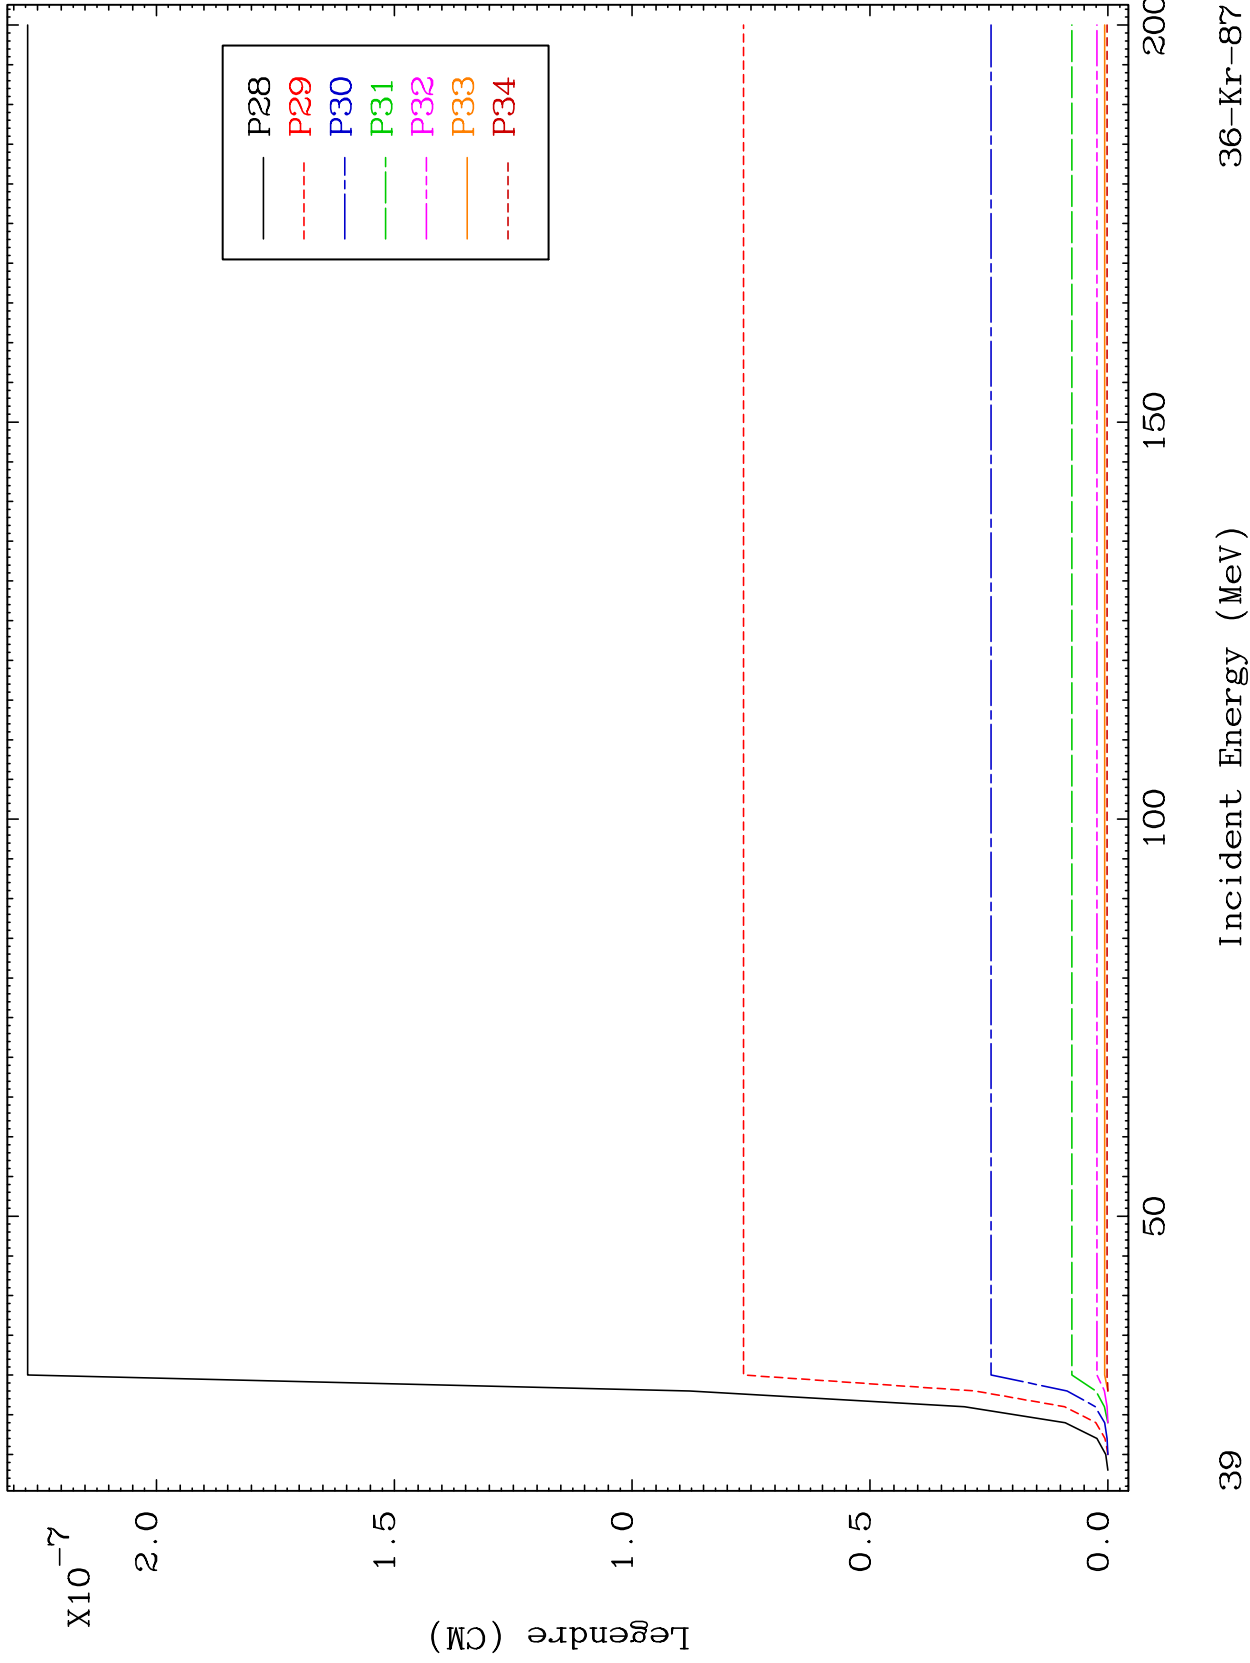 X10-7
2.0
1.5
1.0
0.5
0.0
Legendre (CM)
P28
P29
P30
P31
P32
P33
P34
50
100
150
200
Incident Energy (MeV)
39
36-Kr-87